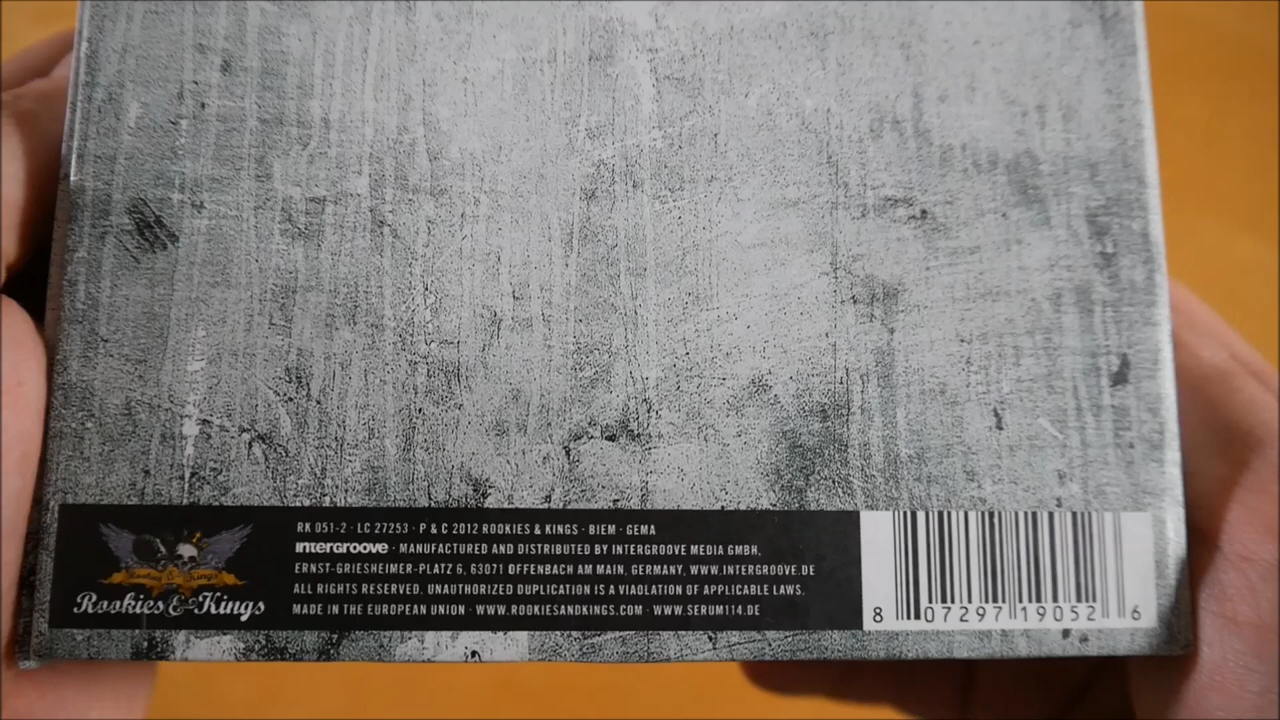 RK 051-2 · LC 27253 · P & C 2012 ROOKIES & KINGS · BIEM · GEMA
intergroove · MANUFACTURED AND DISTRIBUTED BY INTERGROOVE MEDIA GMBH,
ERNST-GRIESHEIMER-PLATZ 6, 63071 OFFENBACH AM MAIN, GERMANY, WWW.INTERGROOVE.DE
ALL RIGHTS RESERVED. UNAUTHORIZED DUPLICATION IS A VIAOLATION OF APPLICABLE LAWS.
MADE IN THE EUROPEAN UNION · WWW.ROOKIESANDKINGS.COM · WWW.SERUM114.DE
Rookies & Kings
Rookies & Kings
8 07297 19052 6